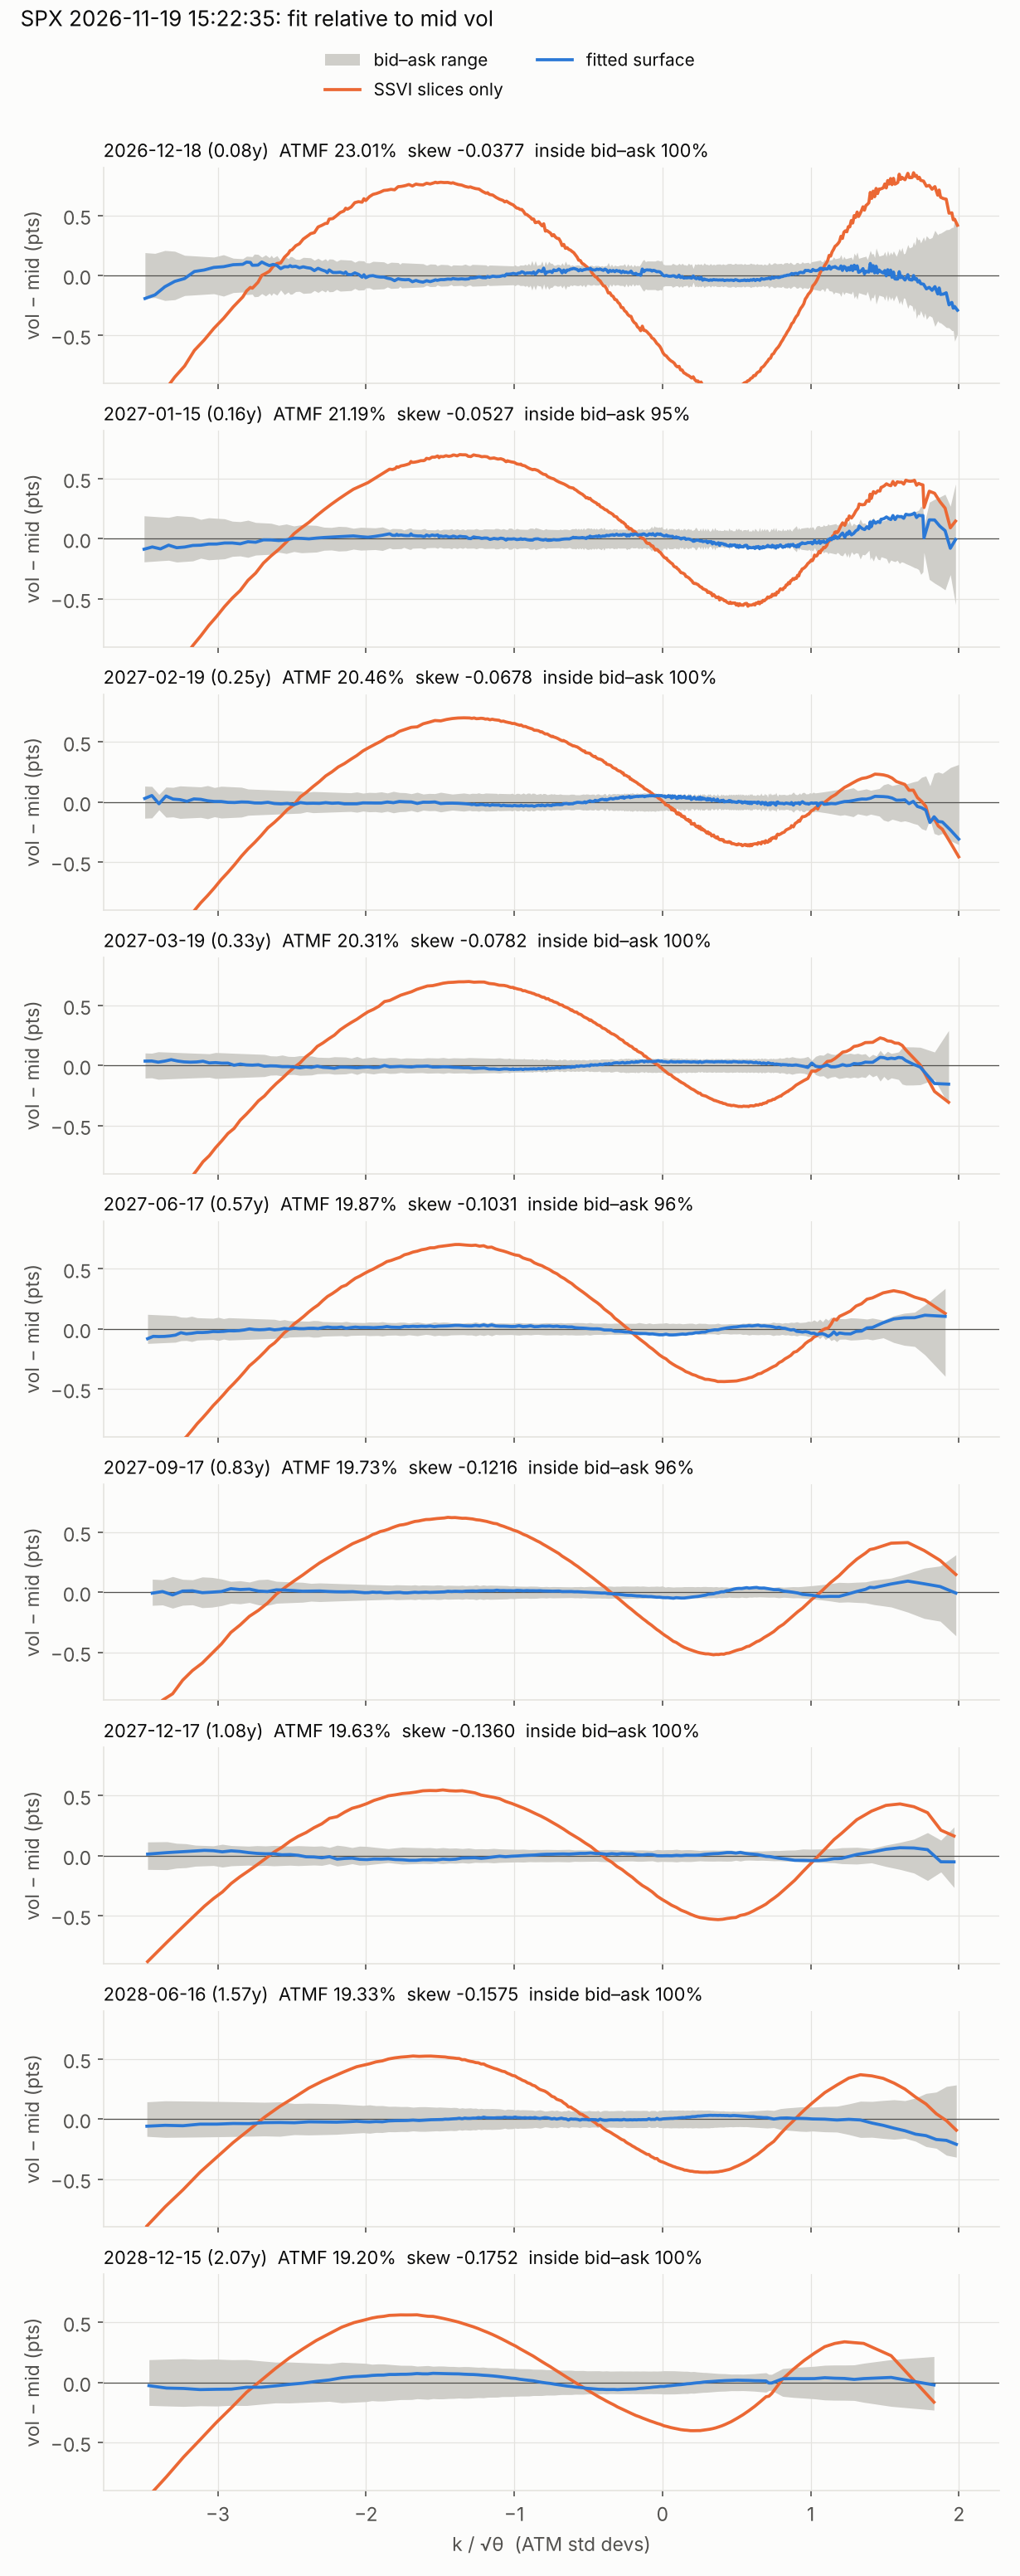 SPX 2026-11-19 15:22:35: fit relative to mid vol
bid–ask range
fitted surface
SSVI slices only
2026-12-18 (0.08y)  ATMF 23.01%  skew -0.0377  inside bid–ask 100%
vol − mid (pts)
0.5
0.0
−0.5
2027-01-15 (0.16y)  ATMF 21.19%  skew -0.0527  inside bid–ask 95%
vol − mid (pts)
0.5
0.0
−0.5
2027-02-19 (0.25y)  ATMF 20.46%  skew -0.0678  inside bid–ask 100%
vol − mid (pts)
0.5
0.0
−0.5
2027-03-19 (0.33y)  ATMF 20.31%  skew -0.0782  inside bid–ask 100%
vol − mid (pts)
0.5
0.0
−0.5
2027-06-17 (0.57y)  ATMF 19.87%  skew -0.1031  inside bid–ask 96%
vol − mid (pts)
0.5
0.0
−0.5
2027-09-17 (0.83y)  ATMF 19.73%  skew -0.1216  inside bid–ask 96%
vol − mid (pts)
0.5
0.0
−0.5
2027-12-17 (1.08y)  ATMF 19.63%  skew -0.1360  inside bid–ask 100%
vol − mid (pts)
0.5
0.0
−0.5
2028-06-16 (1.57y)  ATMF 19.33%  skew -0.1575  inside bid–ask 100%
vol − mid (pts)
0.5
0.0
−0.5
2028-12-15 (2.07y)  ATMF 19.20%  skew -0.1752  inside bid–ask 100%
vol − mid (pts)
0.5
0.0
−0.5
−3 −2 −1 0 1 2
k / √θ  (ATM std devs)